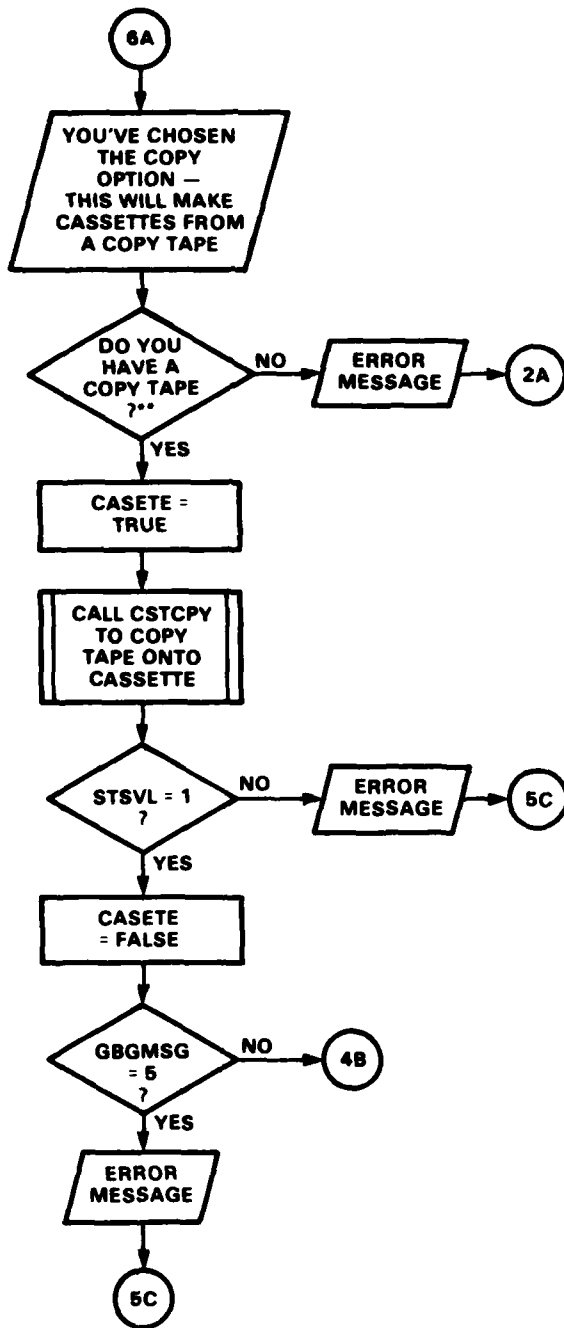 6A
YOU'VE CHOSEN
THE COPY
OPTION —
THIS WILL MAKE
CASSETTES FROM
A COPY TAPE
DO YOU
HAVE A
COPY TAPE
?**
NO
ERROR
MESSAGE
2A
YES
CASETE =
TRUE
CALL CSTCPY
TO COPY
TAPE ONTO
CASSETTE
STSVL = 1
?
NO
ERROR
MESSAGE
5C
YES
CASETE
= FALSE
GBGMSG
= 5
?
NO
4B
YES
ERROR
MESSAGE
5C